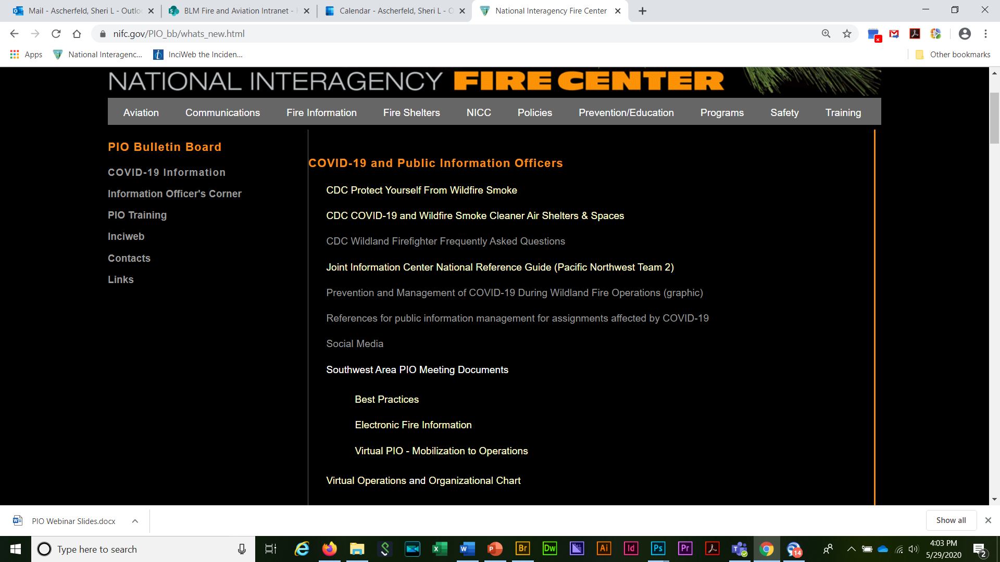 Mail - Ascherfeld, Sheri L - Outlo
BLM Fire and Aviation Intranet -
Calendar - Ascherfeld, Sheri L - O
National Interagency Fire Center
nifc.gov/PIO_bb/whats_new.html
Apps
National Interagenc...
InciWeb the Inciden...
Other bookmarks
NATIONAL INTERAGENCY FIRE CENTER
Aviation Communications Fire Information Fire Shelters NICC Policies Prevention/Education Programs Safety Training
PIO Bulletin Board
COVID-19 Information
Information Officer's Corner
PIO Training
Inciweb
Contacts
Links
COVID-19 and Public Information Officers
CDC Protect Yourself From Wildfire Smoke
CDC COVID-19 and Wildfire Smoke Cleaner Air Shelters & Spaces
CDC Wildland Firefighter Frequently Asked Questions
Joint Information Center National Reference Guide (Pacific Northwest Team 2)
Prevention and Management of COVID-19 During Wildland Fire Operations (graphic)
References for public information management for assignments affected by COVID-19
Social Media
Southwest Area PIO Meeting Documents
Best Practices
Electronic Fire Information
Virtual PIO - Mobilization to Operations
Virtual Operations and Organizational Chart
PIO Webinar Slides.docx
Show all
Type here to search
Br Dw Ai Id Ps Pr
14
4:03 PM
5/29/2020
2